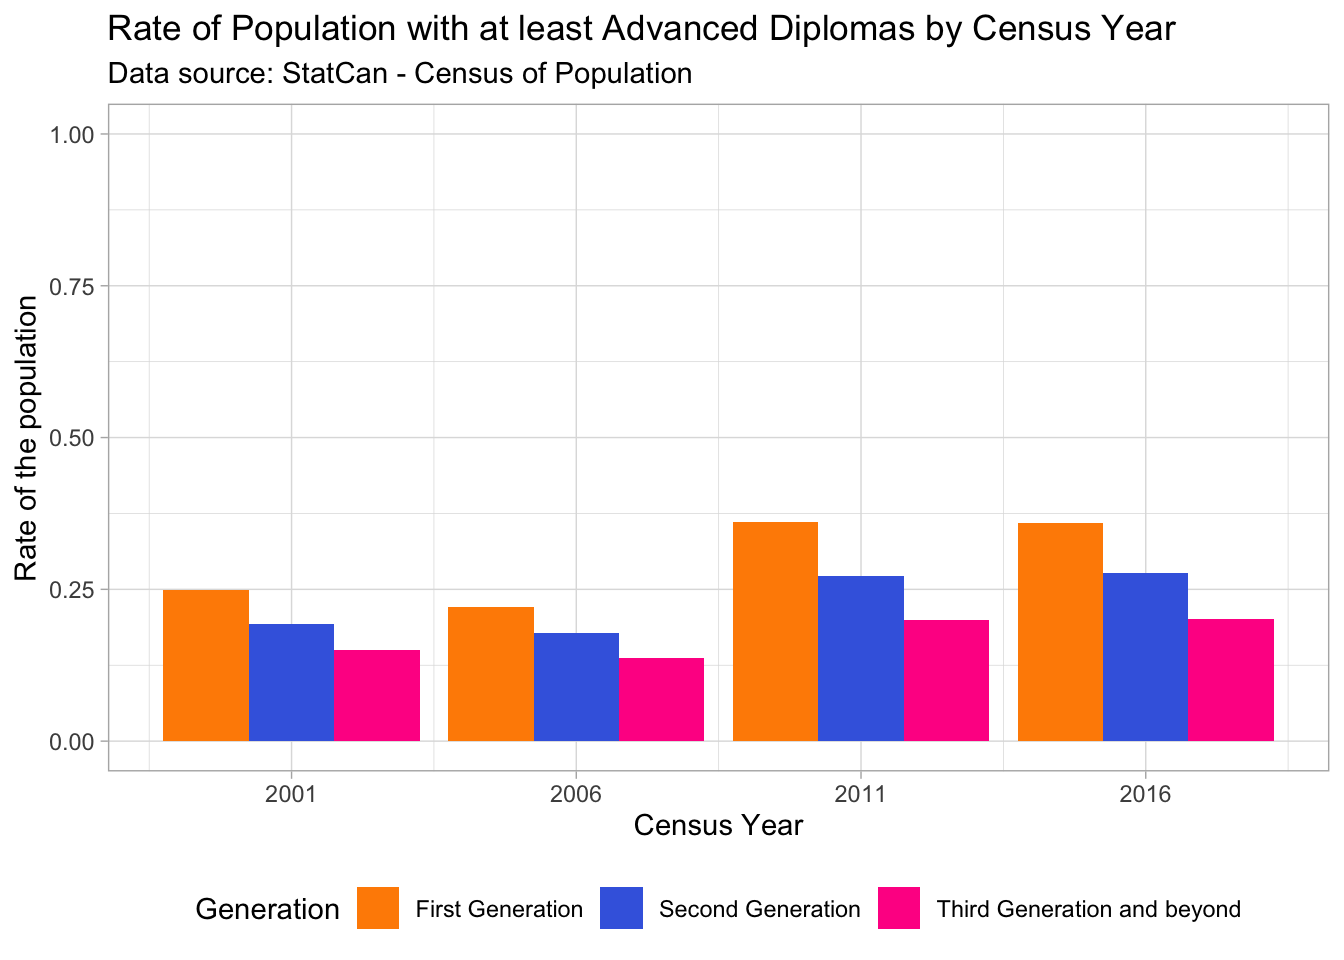 Rate of Population with at least Advanced Diplomas by Census Year
Data source: StatCan - Census of Population
1.00
0.75
0.50
0.25
0.00
Rate of the population
2001 2006 2011 2016
Census Year
Generation First Generation Second Generation Third Generation and beyond